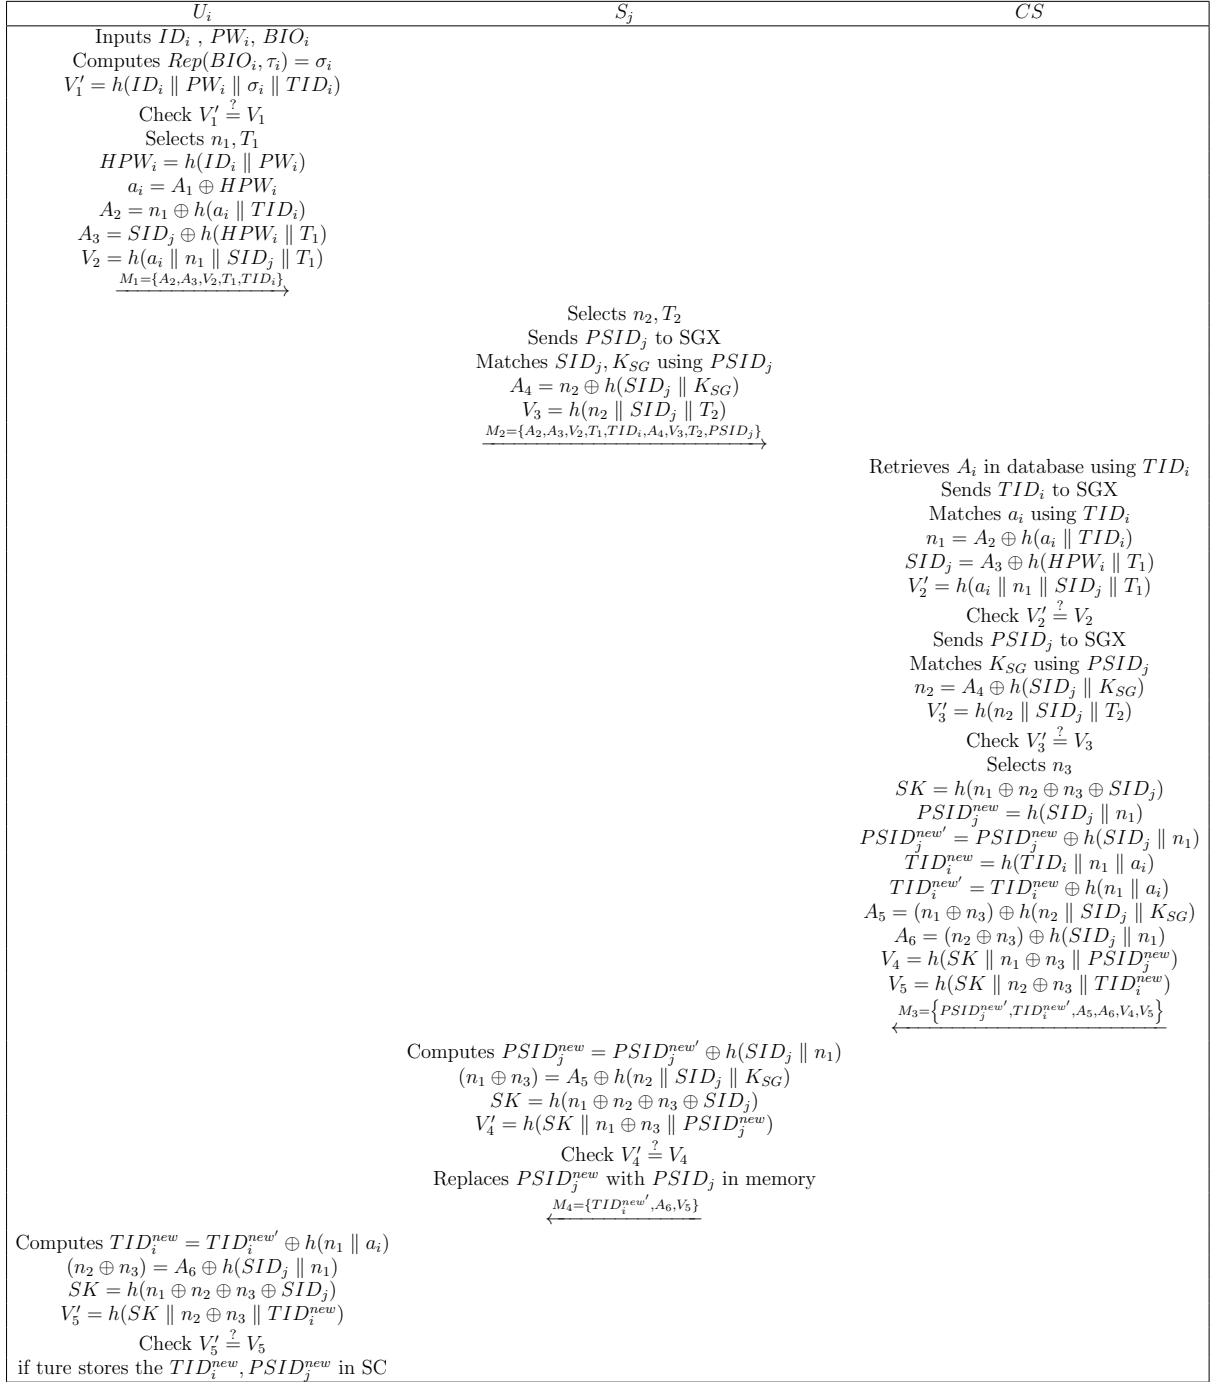 U_i S_j CS
Inputs ID_i , PW_i, BIO_i
Computes Rep(BIO_i, τ_i) = σ_i
V′_1 = h(ID_i ∥ PW_i ∥ σ_i ∥ TID_i)
Check V′_1 ≟ V_1
Selects n_1, T_1
HPW_i = h(ID_i ∥ PW_i)
a_i = A_1 ⊕ HPW_i
A_2 = n_1 ⊕ h(a_i ∥ TID_i)
A_3 = SID_j ⊕ h(HPW_i ∥ T_1)
V_2 = h(a_i ∥ n_1 ∥ SID_j ∥ T_1)
M_1={A_2,A_3,V_2,T_1,TID_i}
Selects n_2, T_2
Sends PSID_j to SGX
Matches SID_j, K_SG using PSID_j
A_4 = n_2 ⊕ h(SID_j ∥ K_SG)
V_3 = h(n_2 ∥ SID_j ∥ T_2)
M_2={A_2,A_3,V_2,T_1,TID_i,A_4,V_3,T_2,PSID_j}
Retrieves A_i in database using TID_i
Sends TID_i to SGX
Matches a_i using TID_i
n_1 = A_2 ⊕ h(a_i ∥ TID_i)
SID_j = A_3 ⊕ h(HPW_i ∥ T_1)
V′_2 = h(a_i ∥ n_1 ∥ SID_j ∥ T_1)
Check V′_2 ≟ V_2
Sends PSID_j to SGX
Matches K_SG using PSID_j
n_2 = A_4 ⊕ h(SID_j ∥ K_SG)
V′_3 = h(n_2 ∥ SID_j ∥ T_2)
Check V′_3 ≟ V_3
Selects n_3
SK = h(n_1 ⊕ n_2 ⊕ n_3 ⊕ SID_j)
PSID_j^new = h(SID_j ∥ n_1)
PSID_j^new′ = PSID_j^new ⊕ h(SID_j ∥ n_1)
TID_i^new = h(TID_i ∥ n_1 ∥ a_i)
TID_i^new′ = TID_i^new ⊕ h(n_1 ∥ a_i)
A_5 = (n_1 ⊕ n_3) ⊕ h(n_2 ∥ SID_j ∥ K_SG)
A_6 = (n_2 ⊕ n_3) ⊕ h(SID_j ∥ n_1)
V_4 = h(SK ∥ n_1 ⊕ n_3 ∥ PSID_j^new)
V_5 = h(SK ∥ n_2 ⊕ n_3 ∥ TID_i^new)
M_3={PSID_j^new′,TID_i^new′,A_5,A_6,V_4,V_5}
Computes PSID_j^new = PSID_j^new′ ⊕ h(SID_j ∥ n_1)
(n_1 ⊕ n_3) = A_5 ⊕ h(n_2 ∥ SID_j ∥ K_SG)
SK = h(n_1 ⊕ n_2 ⊕ n_3 ⊕ SID_j)
V′_4 = h(SK ∥ n_1 ⊕ n_3 ∥ PSID_j^new)
Check V′_4 ≟ V_4
Replaces PSID_j^new with PSID_j in memory
M_4={TID_i^new′,A_6,V_5}
Computes TID_i^new = TID_i^new′ ⊕ h(n_1 ∥ a_i)
(n_2 ⊕ n_3) = A_6 ⊕ h(SID_j ∥ n_1)
SK = h(n_1 ⊕ n_2 ⊕ n_3 ⊕ SID_j)
V′_5 = h(SK ∥ n_2 ⊕ n_3 ∥ TID_i^new)
Check V′_5 ≟ V_5
if ture stores the TID_i^new, PSID_j^new in SC